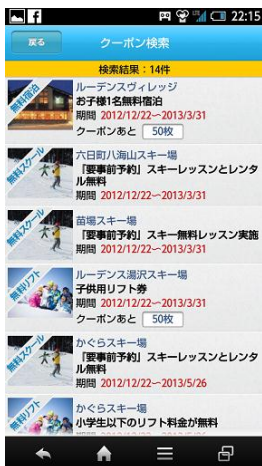 22:15
戻る
クーポン検索
検索結果：14件
無料宿泊
ルーデンスヴィレッジ
お子様1名無料宿泊
期間 2012/12/22～2013/3/31
クーポンあと 50枚
無料スクール
六日町八海山スキー場
『要事前予約』スキーレッスンとレンタ
ル無料
期間 2012/12/22～2013/3/31
無料スクール
苗場スキー場
『要事前予約』スキー無料レッスン実施
期間 2012/12/22～2013/3/31
無料リフト
ルーデンス湯沢スキー場
子供用リフト券
期間 2012/12/22～2013/3/31
クーポンあと 50枚
無料スクール
かぐらスキー場
『要事前予約』スキーレッスンとレンタ
ル無料
期間 2012/12/22～2013/5/26
無料リフト
かぐらスキー場
小学生以下のリフト料金が無料